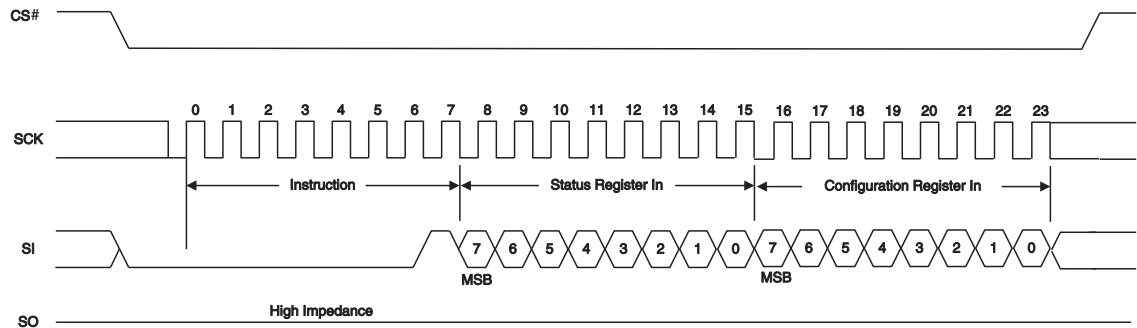 CS#
0 1 2 3 4 5 6 7 8 9 10 11 12 13 14 15 16 17 18 19 20 21 22 23
SCK
Instruction Status Register In Configuration Register In
SI 7 6 5 4 3 2 1 0 7 6 5 4 3 2 1 0
MSB MSB
High Impedance
SO